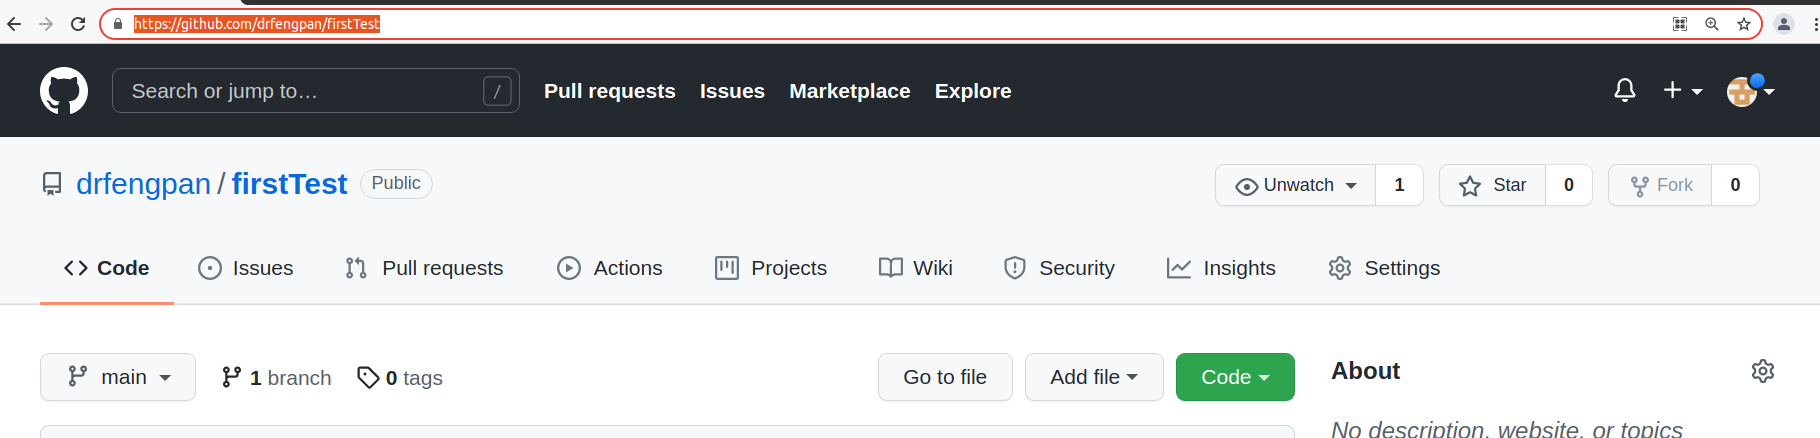 https://github.com/drfengpan/firstTest
Search or jump to… / Pull requests Issues Marketplace Explore
drfengpan / firstTest Public Unwatch 1 Star 0 Fork 0
Code Issues Pull requests Actions Projects Wiki Security Insights Settings
main 1 branch 0 tags Go to file Add file Code About
No description, website, or topics